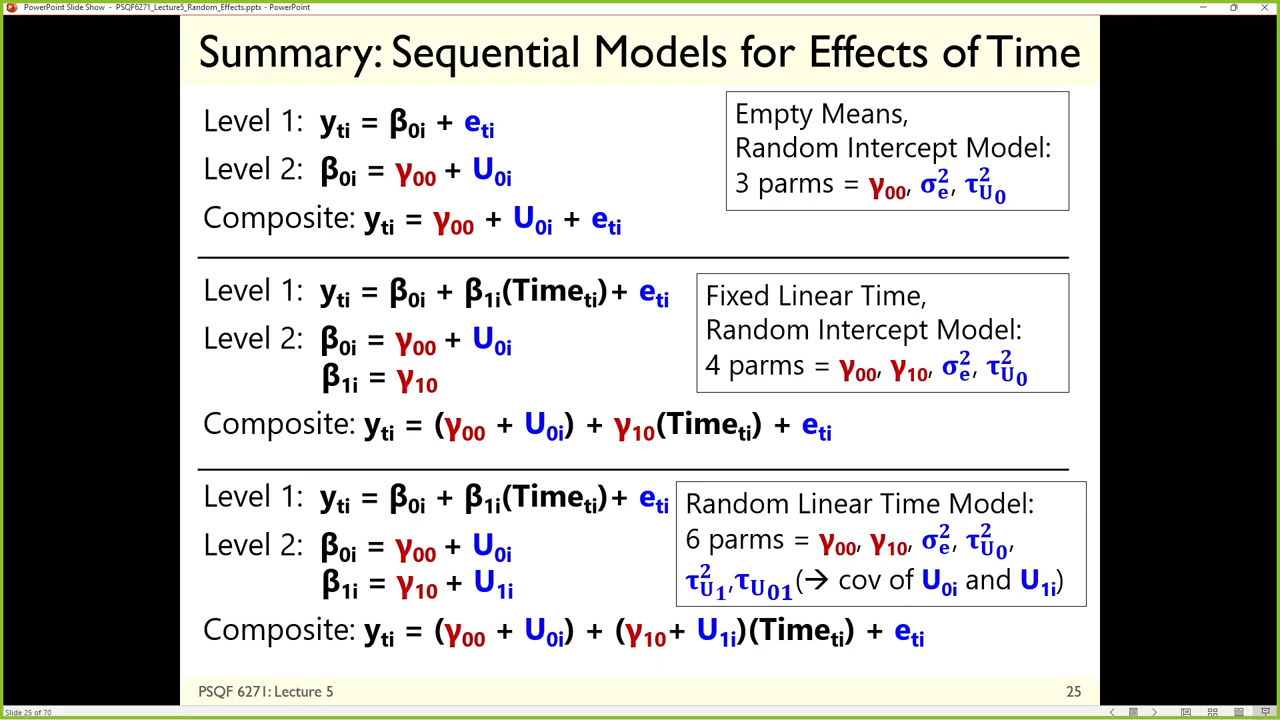 PowerPoint Slide Show - PSQF6271_Lecture5_Random_Effects.pptx - PowerPoint
Summary: Sequential Models for Effects of Time
Level 1: yti = β0i + eti
Level 2: β0i = γ00 + U0i
Composite: yti = γ00 + U0i + eti
Empty Means,
Random Intercept Model:
3 parms = γ00, σ²e, τ²U0
Level 1: yti = β0i + β1i(Timeti)+ eti
Level 2: β0i = γ00 + U0i
β1i = γ10
Composite: yti = (γ00 + U0i) + γ10(Timeti) + eti
Fixed Linear Time,
Random Intercept Model:
4 parms = γ00, γ10, σ²e, τ²U0
Level 1: yti = β0i + β1i(Timeti)+ eti
Level 2: β0i = γ00 + U0i
β1i = γ10 + U1i
Composite: yti = (γ00 + U0i) + (γ10+ U1i)(Timeti) + eti
Random Linear Time Model:
6 parms = γ00, γ10, σ²e, τ²U0,
τ²U1,τU01(→ cov of U0i and U1i)
PSQF 6271: Lecture 5
25
Slide 25 of 70